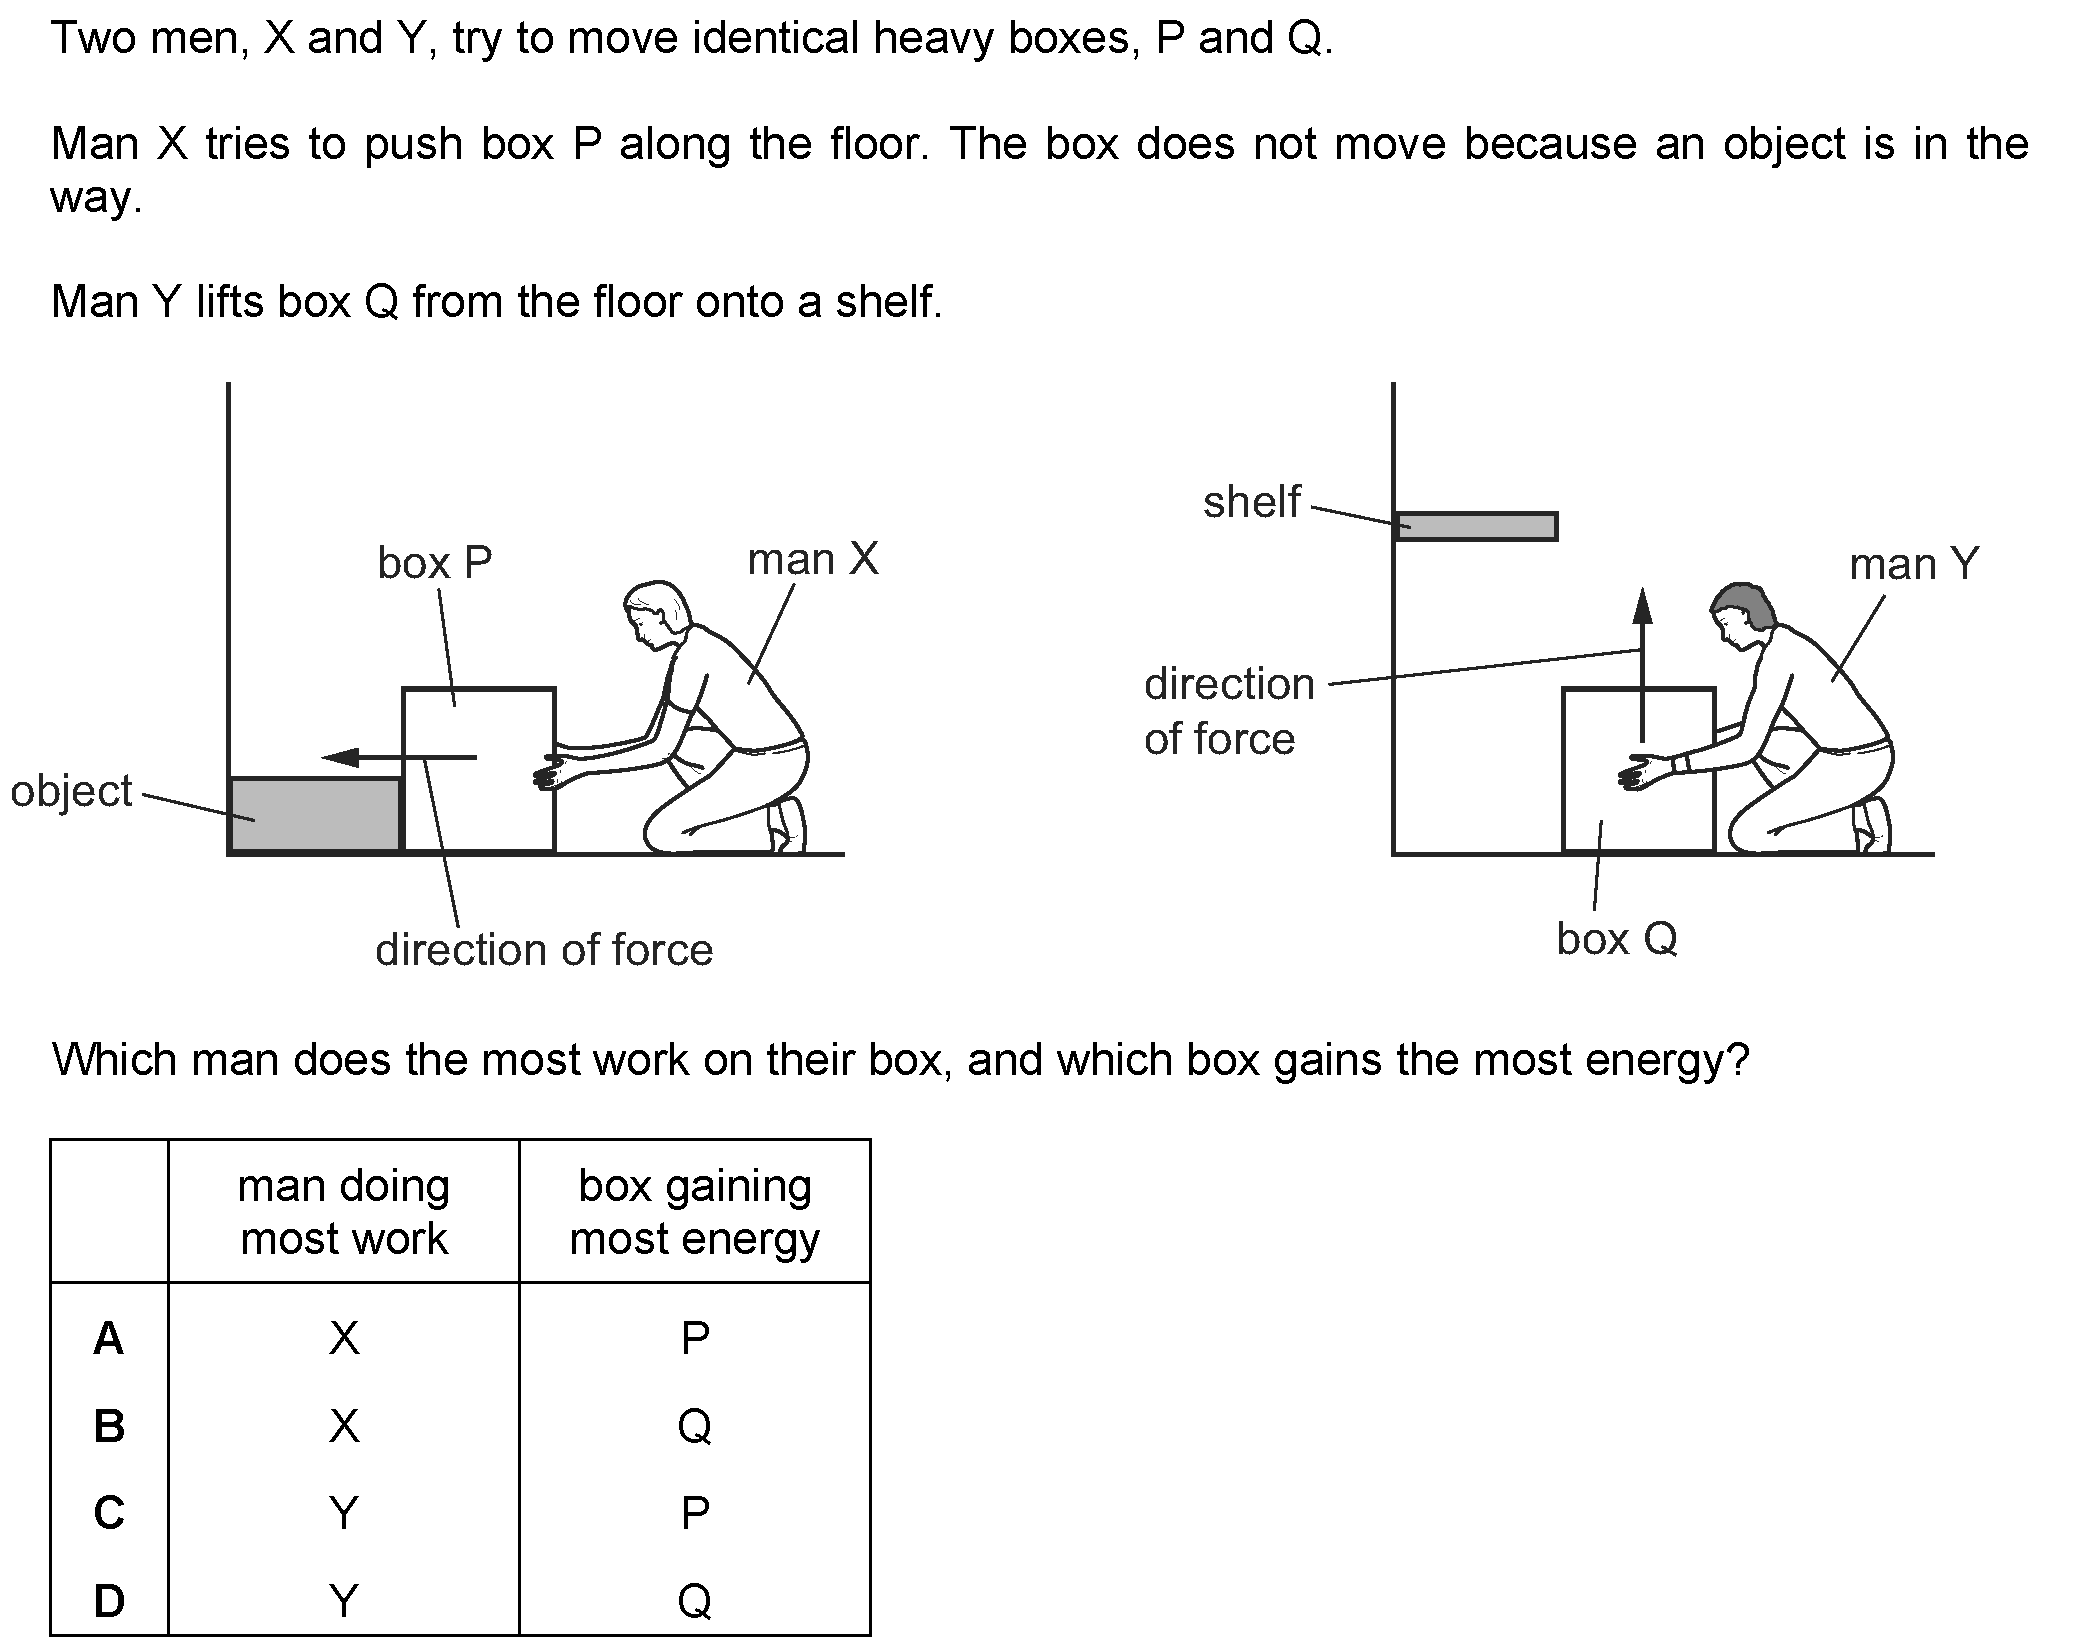 Two men, X and Y, try to move identical heavy boxes, P and Q.
Man X tries to push box P along the floor. The box does not move because an object is in the
way.
Man Y lifts box Q from the floor onto a shelf.
box P
man X
object
direction of force
shelf
man Y
direction
of force
box Q
Which man does the most work on their box, and which box gains the most energy?
man doing
most work
box gaining
most energy
A X P
B X Q
C Y P
D Y Q